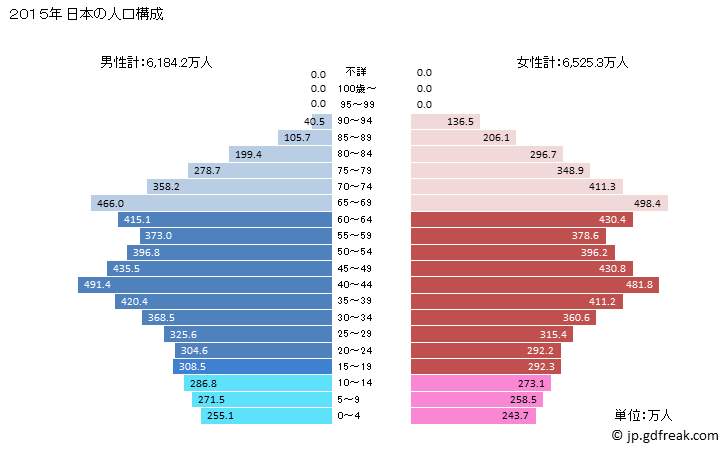 ２０１５年 日本の人口構成
男性計：6,184.2万人 女性計：6,525.3万人
0.0 不詳 0.0
0.0 100歳～ 0.0
0.0 95～99 0.0
40.5 90～94 136.5
105.7 85～89 206.1
199.4 80～84 296.7
278.7 75～79 348.9
358.2 70～74 411.3
466.0 65～69 498.4
415.1 60～64 430.4
373.0 55～59 378.6
396.8 50～54 396.2
435.5 45～49 430.8
491.4 40～44 481.8
420.4 35～39 411.2
368.5 30～34 360.6
325.6 25～29 315.4
304.6 20～24 292.2
308.5 15～19 292.3
286.8 10～14 273.1
271.5 5～9 258.5
255.1 0～4 243.7
単位：万人
© jp.gdfreak.com